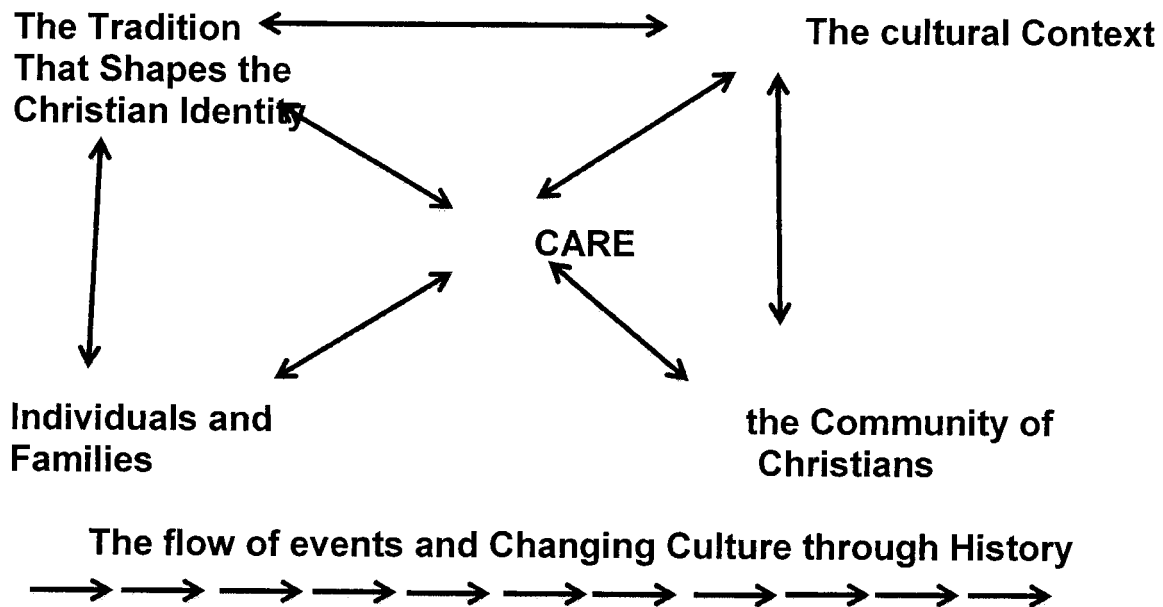 The Tradition
That Shapes the
Christian Identity
The cultural Context
CARE
Individuals and
Families
the Community of
Christians
The flow of events and Changing Culture through History